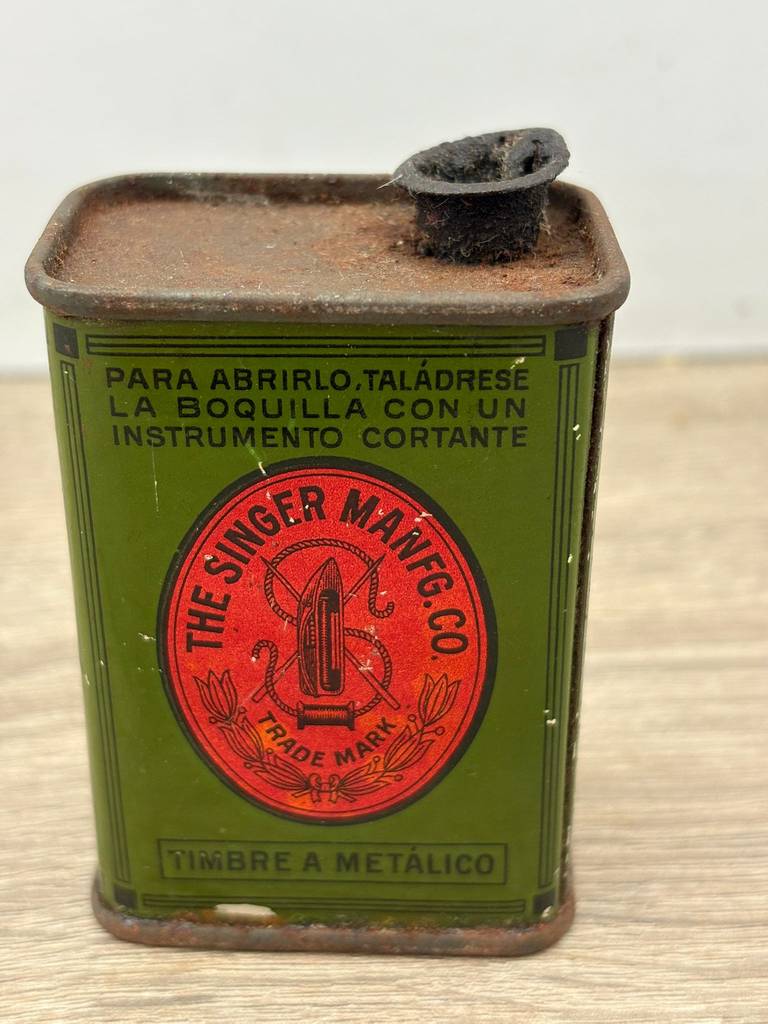 PARA ABRIRLO, TALÁDRESE
LA BOQUILLA CON UN
INSTRUMENTO CORTANTE
THE SINGER MANFG. CO.
TRADE MARK
TIMBRE A METÁLICO